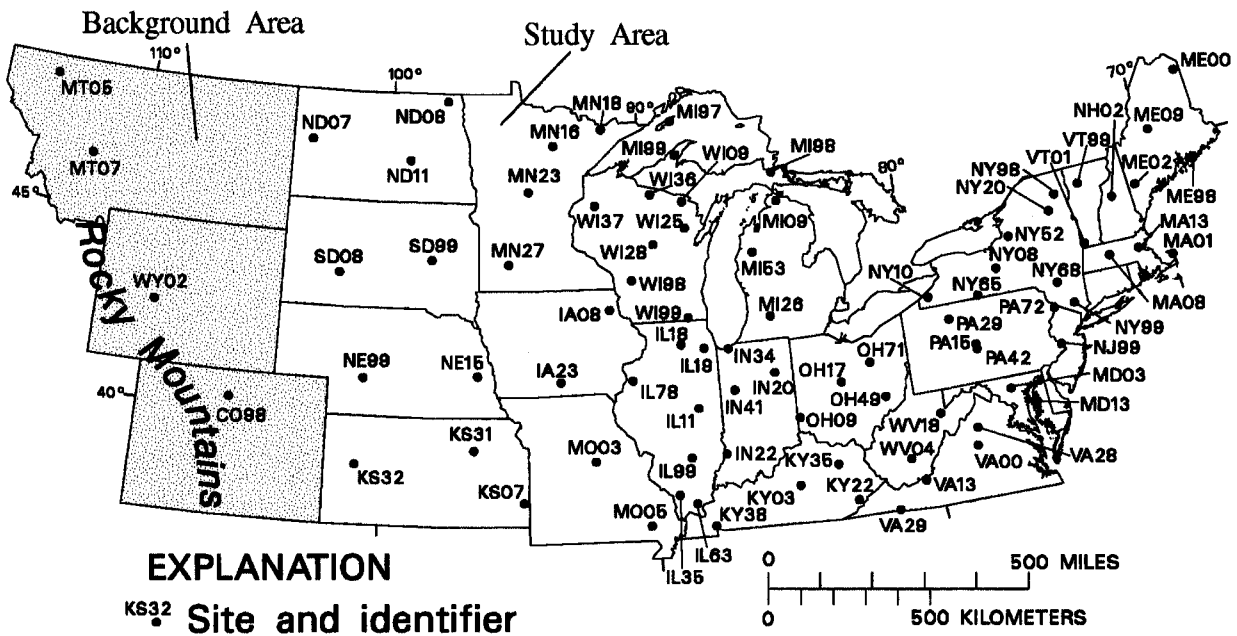 Background Area
Study Area
110°
100°
90°
80°
70°
45°
40°
MT05
MT07
WY02
CO98
Rocky Mountains
ND07
ND08
ND11
SD08
SD99
NE99
NE15
KS31
KS32
KS07
MN18
MN16
MN23
MN27
IA08
IA23
MO03
MO05
MI97
MI99
MI98
MI09
MI53
MI26
WI09
WI36
WI37
WI25
WI28
WI98
WI99
IL18
IL19
IL78
IL11
IL99
IL63
IL35
IN34
IN20
IN41
IN22
OH71
OH17
OH49
OH09
KY35
KY03
KY22
KY38
WV18
WV04
VA00
VA28
VA13
VA29
PA72
PA29
PA15
PA42
NJ99
MD03
MD13
NY98
NY20
NY52
NY08
NY10
NY65
NY68
NY99
VT01
VT99
NH02
ME00
ME09
ME02
ME98
MA13
MA01
MA08
EXPLANATION
KS32
Site and identifier
0 500 MILES
0 500 KILOMETERS